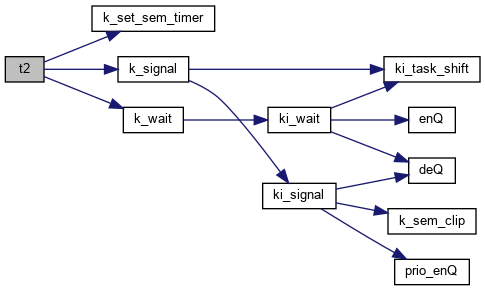 k_set_sem_timer
t2
k_signal
ki_task_shift
k_wait
ki_wait
enQ
deQ
ki_signal
k_sem_clip
prio_enQ